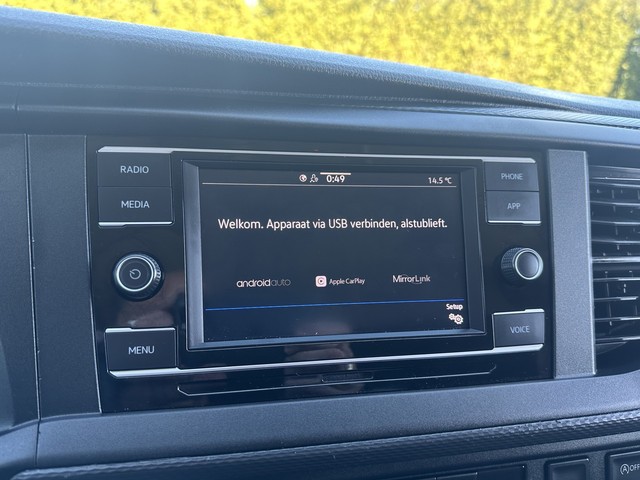 RADIO
MEDIA
MENU
0:49
14.5 °C
Welkom. Apparaat via USB verbinden, alstublieft.
androidauto
Apple CarPlay
MirrorLink
Setup
PHONE
APP
VOICE
OFF